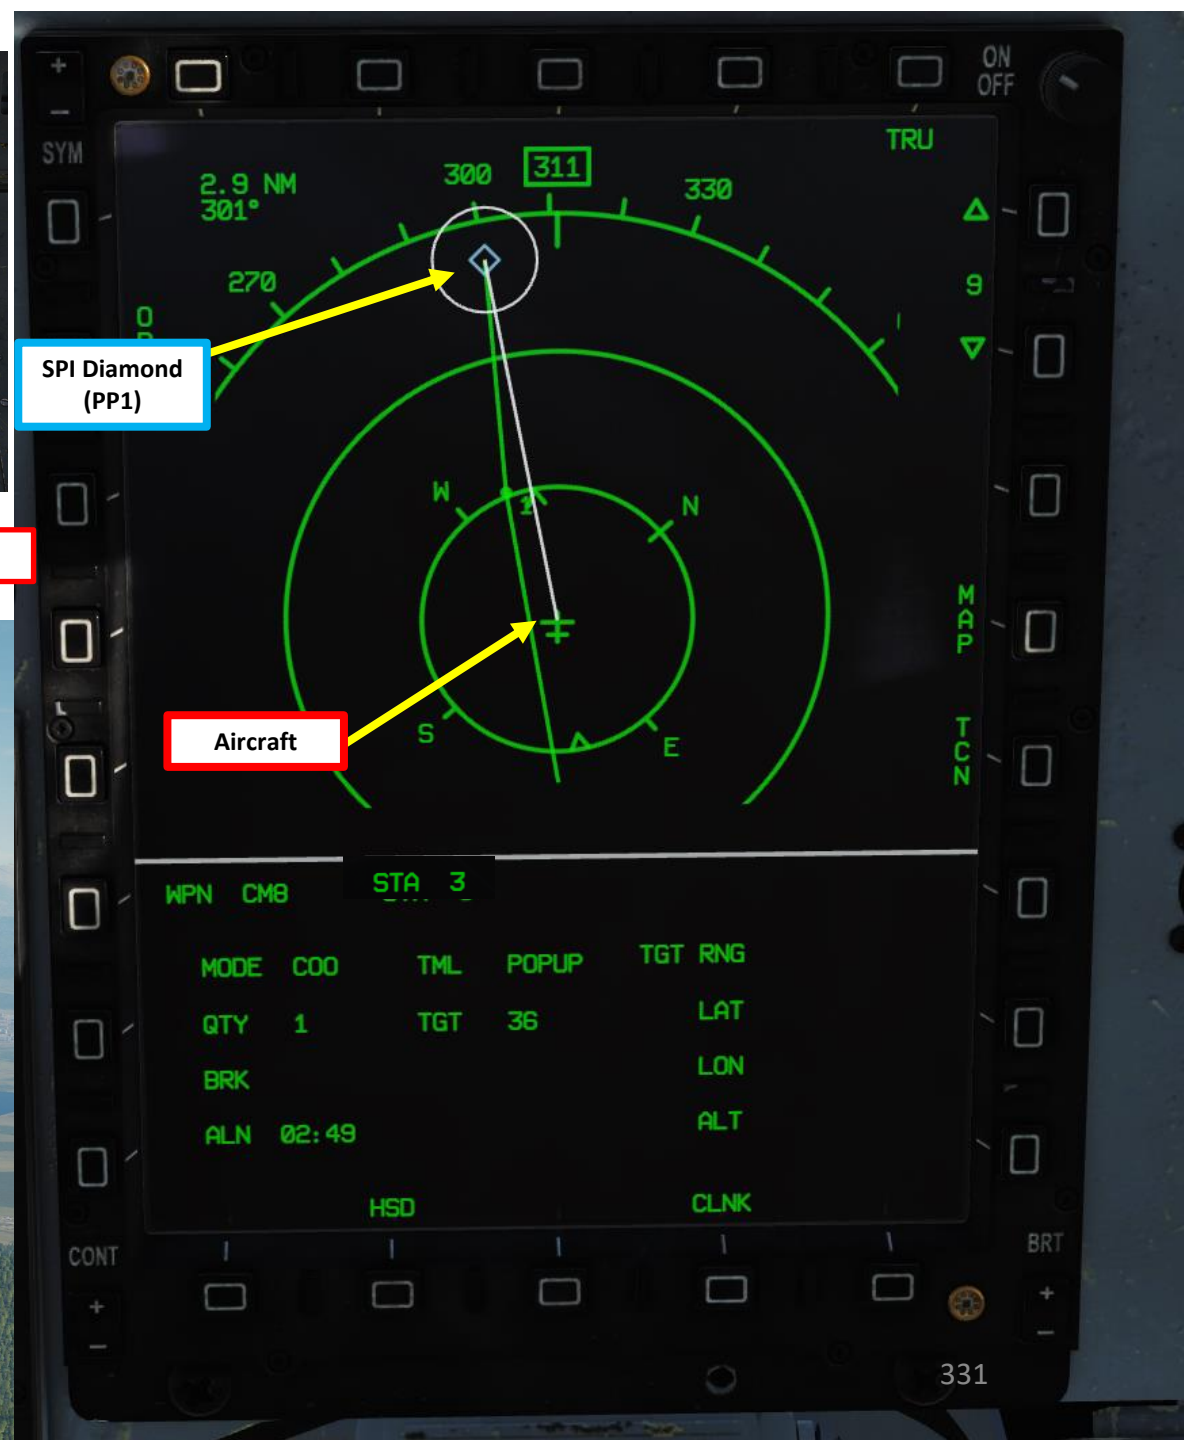 ON
OFF
+
-
SYM
TRU
2.9 NM
301°
300
311
330
270
9
O
SPI Diamond
(PP1)
W
1
N
M
A
P
Aircraft
S
E
T
C
N
WPN CM8 STA 3
MODE COO TML POPUP TGT RNG
QTY 1 TGT 36 LAT
BRK LON
ALN 02:49 ALT
HSD CLNK
CONT
BRT
+
-
+
-
331